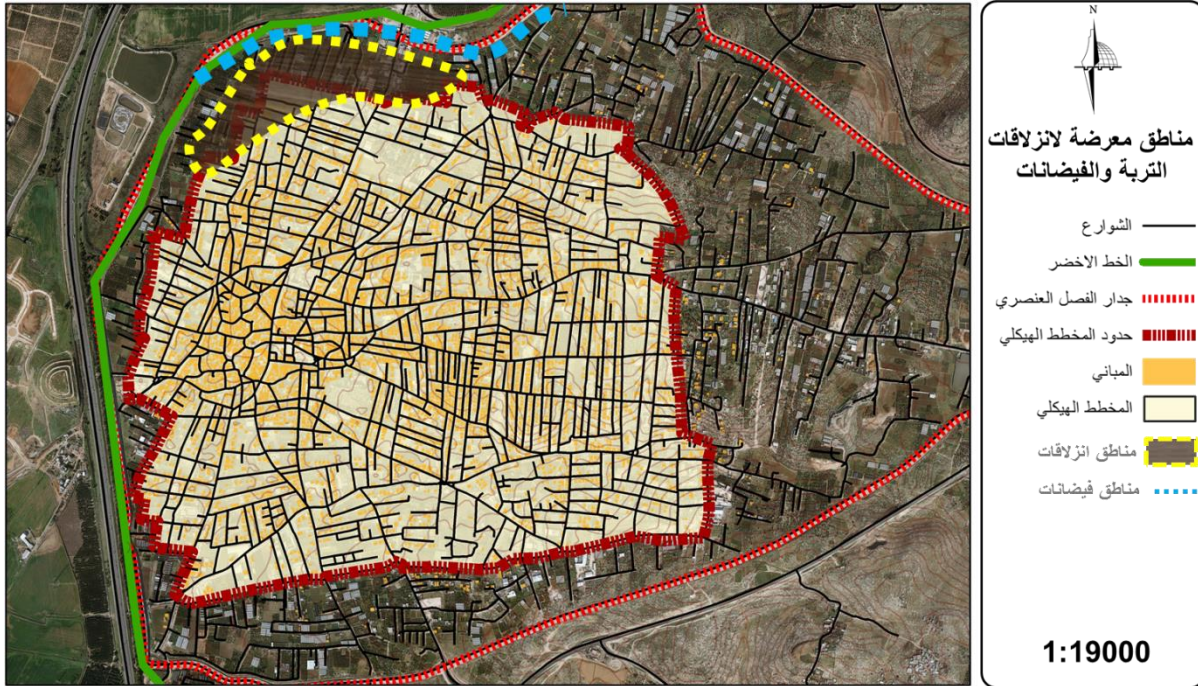 N
مناطق معرضة لانزلاقات
التربة والفيضانات
الشوارع
الخط الاخضر
جدار الفصل العنصري
حدود المخطط الهيكلي
المباني
المخطط الهيكلي
مناطق انزلاقات
مناطق فيضانات
1:19000